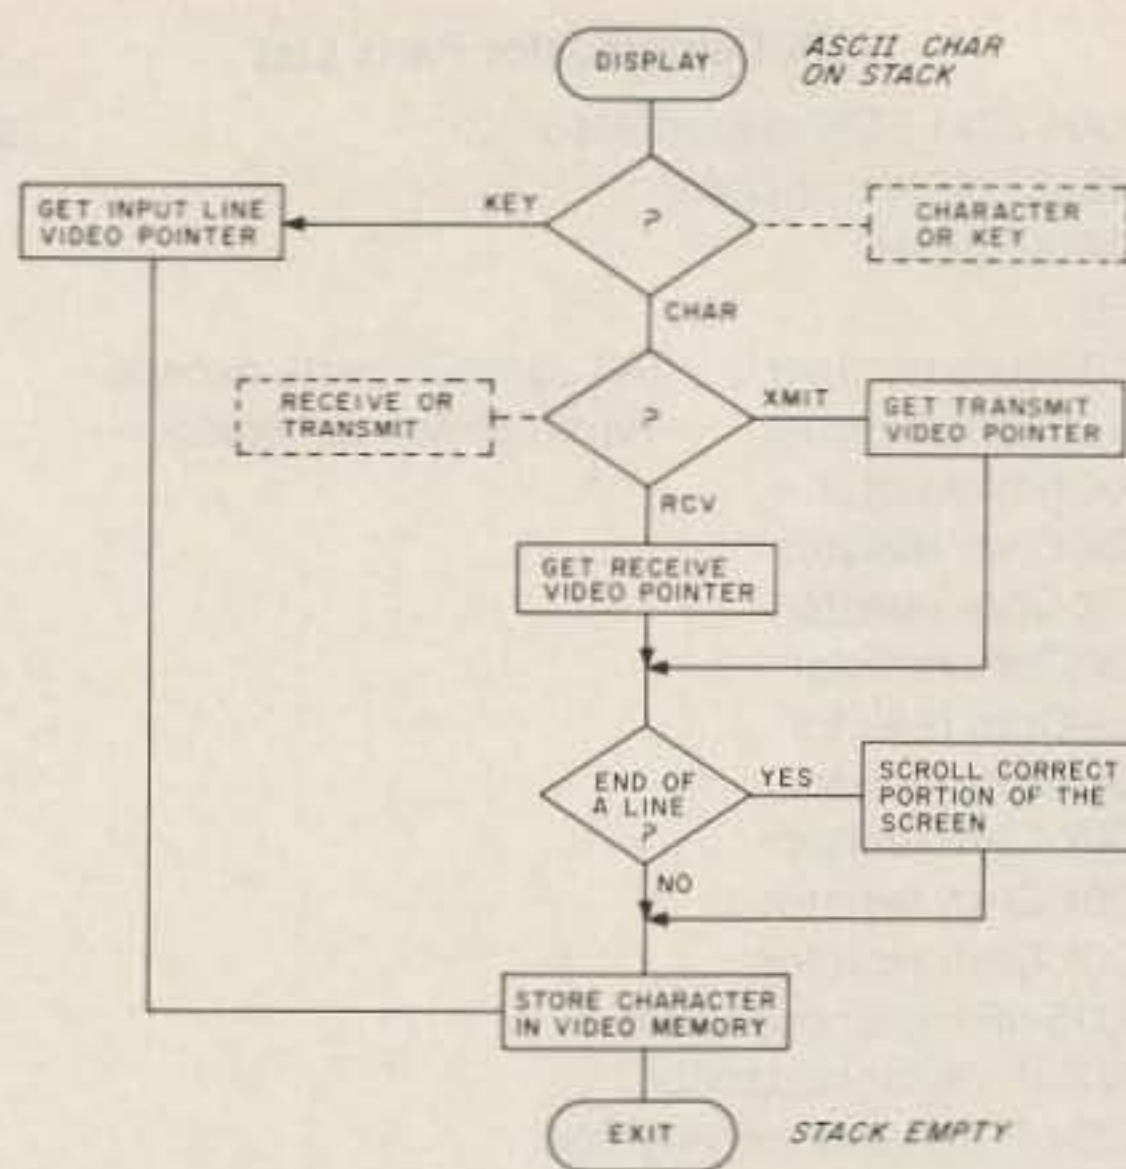 DISPLAY
ASCII CHAR
ON STACK
GET INPUT LINE
VIDEO POINTER
KEY
?
CHARACTER
OR KEY
CHAR
RECEIVE OR
TRANSMIT
?
XMIT
GET TRANSMIT
VIDEO POINTER
RCV
GET RECEIVE
VIDEO POINTER
END OF
A LINE
?
YES
SCROLL CORRECT
PORTION OF THE
SCREEN
NO
STORE CHARACTER
IN VIDEO MEMORY
EXIT
STACK EMPTY